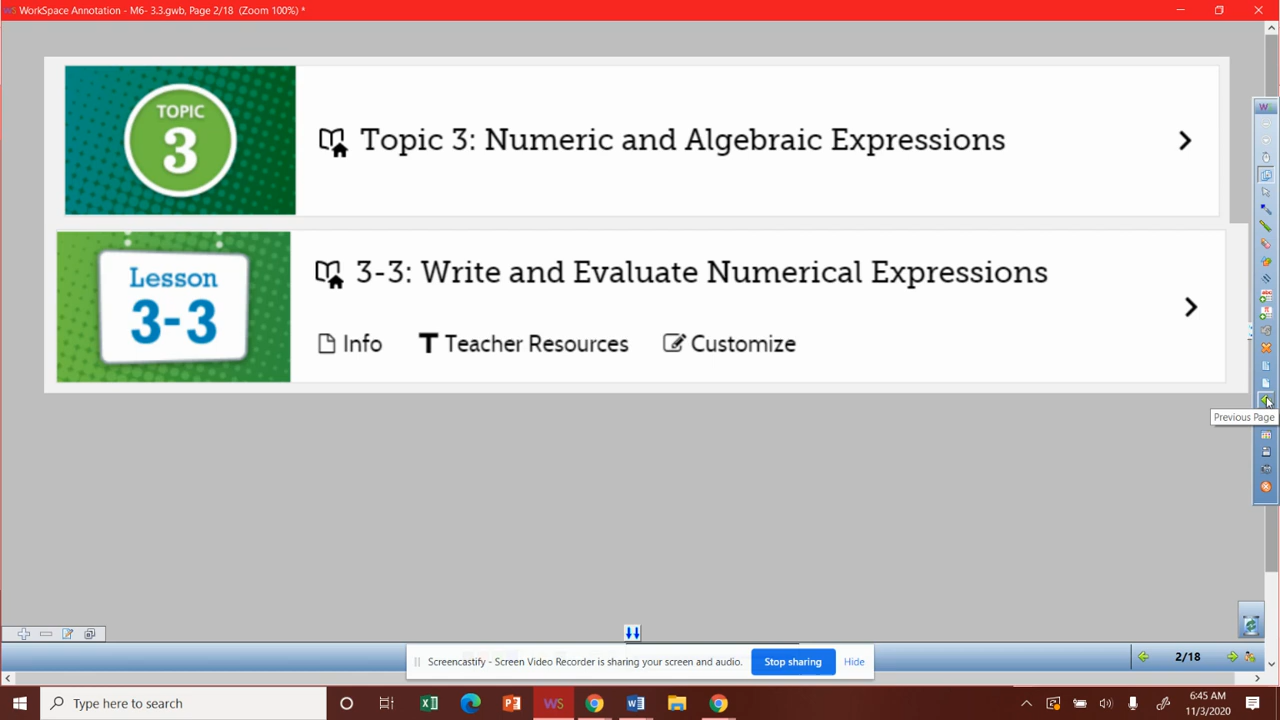 WorkSpace Annotation - M6- 3.3.gwb, Page 2/18 (Zoom 100%) *
TOPIC
3
Topic 3: Numeric and Algebraic Expressions
Lesson
3-3
3-3: Write and Evaluate Numerical Expressions
Info
T Teacher Resources
Customize
Previous Page
Screencastify - Screen Video Recorder is sharing your screen and audio.
Stop sharing
Hide
2/18
Type here to search
6:45 AM
11/3/2020